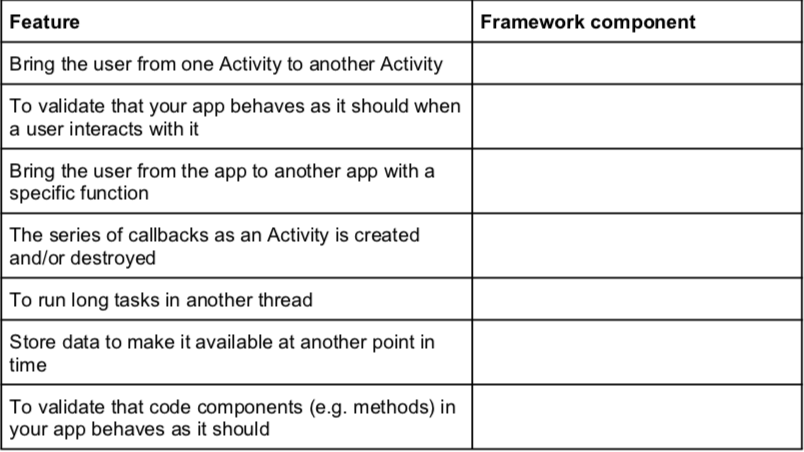 Feature Framework component
Bring the user from one Activity to another Activity
To validate that your app behaves as it should when
a user interacts with it
Bring the user from the app to another app with a
specific function
The series of callbacks as an Activity is created
and/or destroyed
To run long tasks in another thread
Store data to make it available at another point in
time
To validate that code components (e.g. methods) in
your app behaves as it should